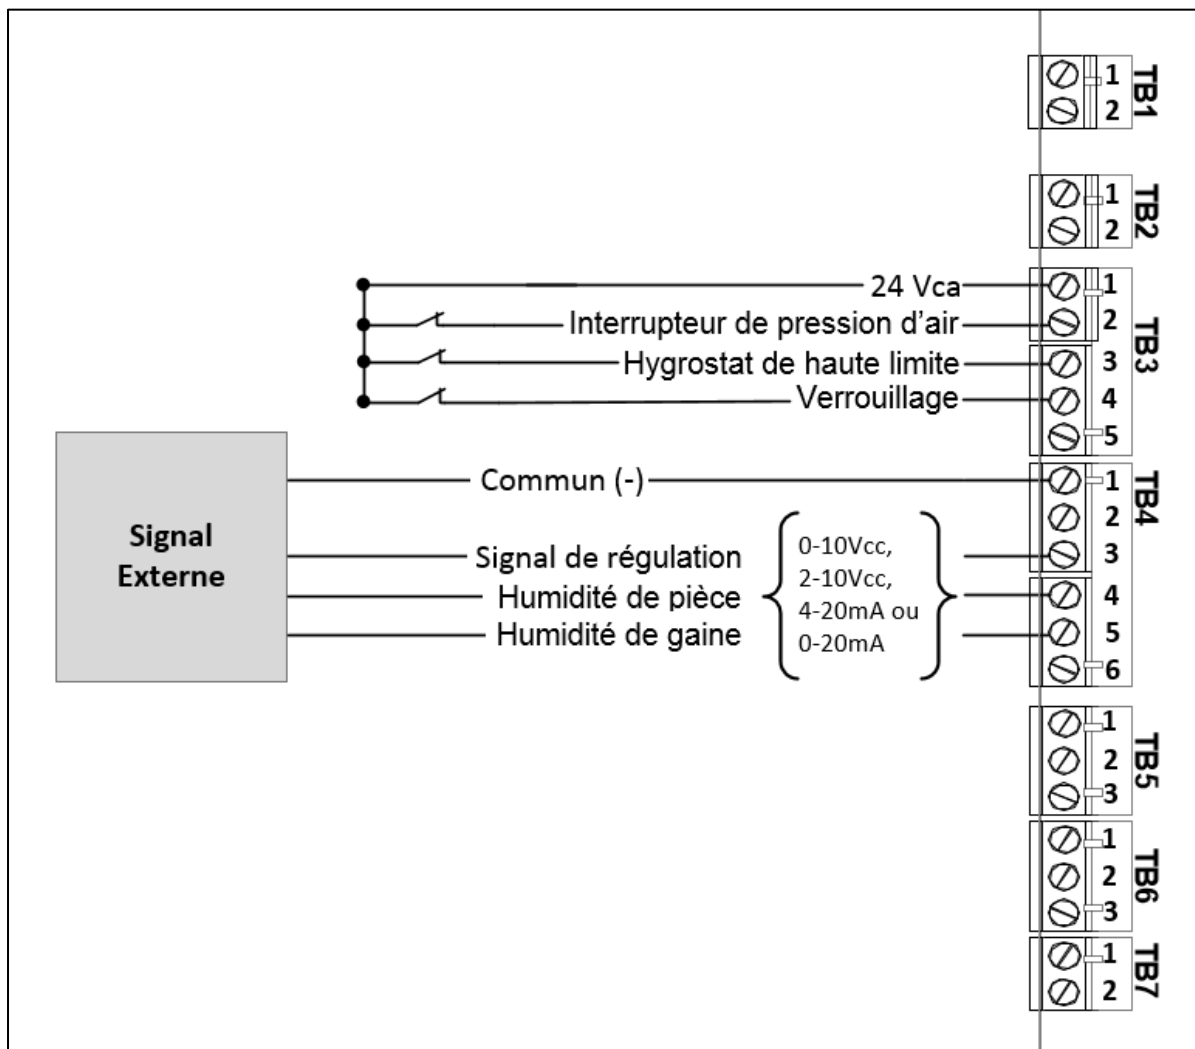 1
2
TB1
1
2
TB2
24 Vca
1
Interrupteur de pression d'air
2
Hygrostat de haute limite
3
Verrouillage
4
5
TB3
Signal
Externe
Commun (-)
1
2
Signal de régulation
3
Humidité de pièce
4
Humidité de gaine
5
6
0-10Vcc,
2-10Vcc,
4-20mA ou
0-20mA
TB4
1
2
3
TB5
1
2
3
TB6
1
2
TB7